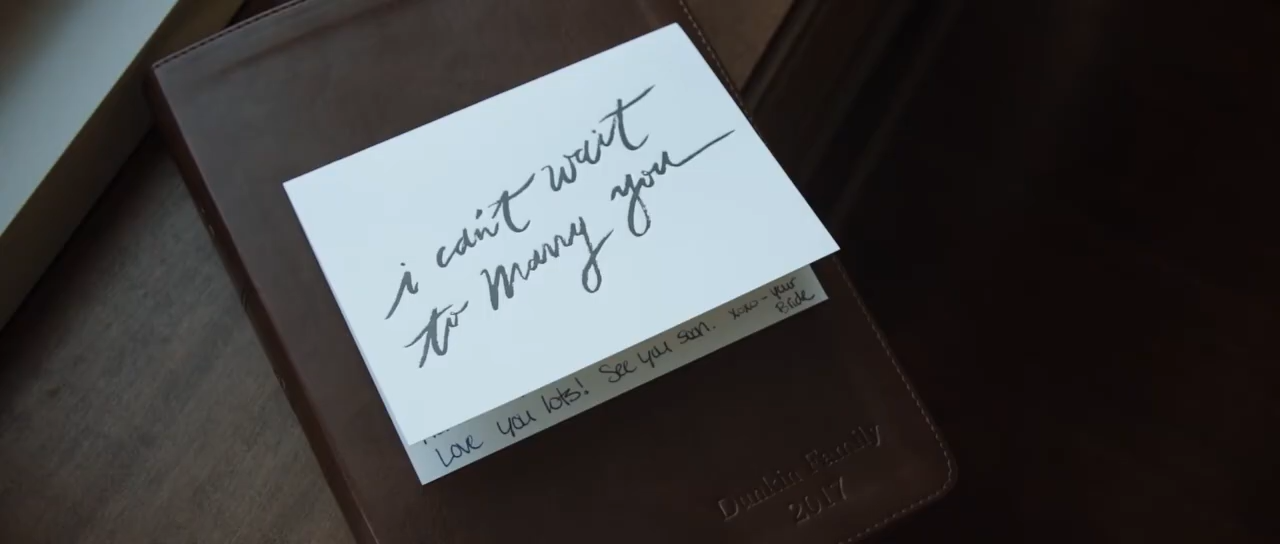 i can't wait
to marry you
Love you lots! See you soon. xoxo-your
Bride
Dunkin Family
2017